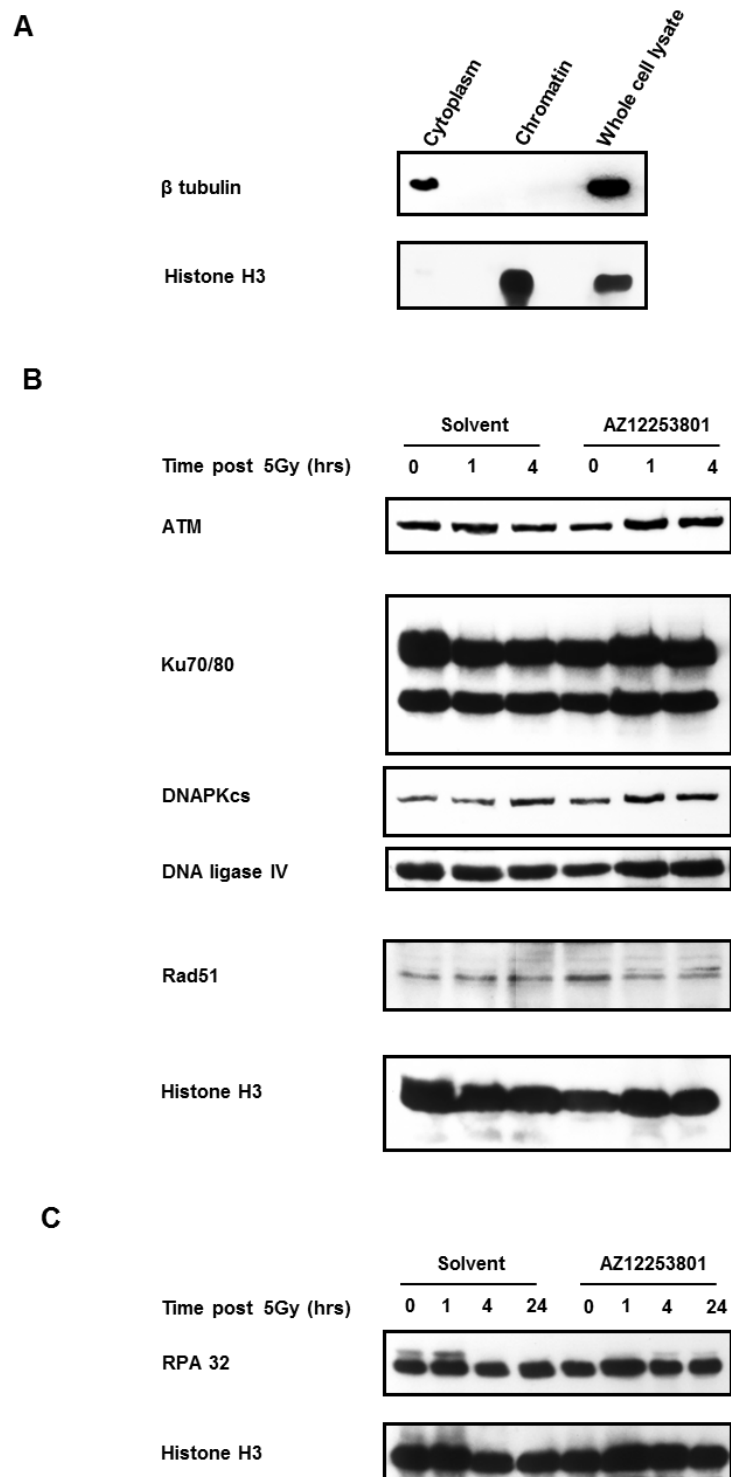 A
Cytoplasm
Chromatin
Whole cell lysate
β tubulin
Histone H3
B
Solvent AZ12253801
Time post 5Gy (hrs) 0 1 4 0 1 4
ATM
Ku70/80
DNAPKcs
DNA ligase IV
Rad51
Histone H3
C
Solvent AZ12253801
Time post 5Gy (hrs) 0 1 4 24 0 1 4 24
RPA 32
Histone H3